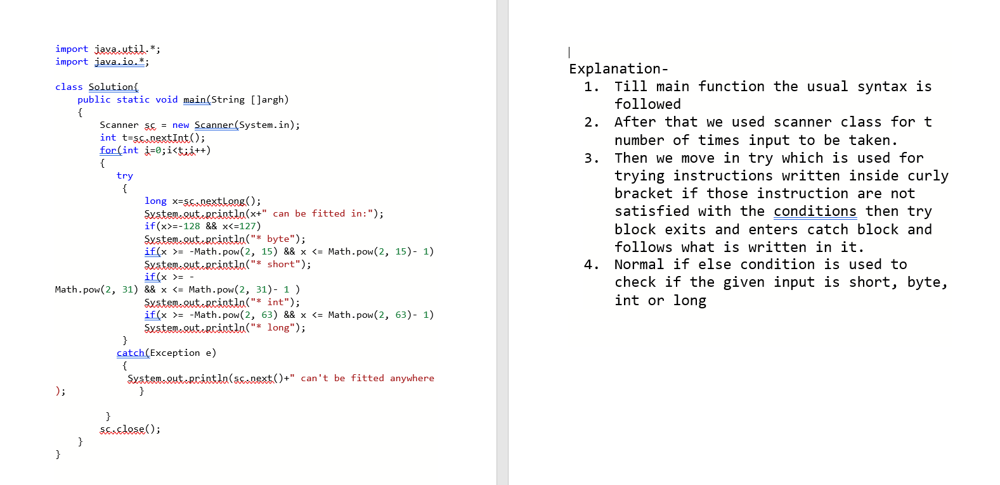 import java.util.*;
import java.io.*;
class Solution{
public static void main(String []argh)
{
Scanner sc = new Scanner(System.in);
int t=sc.nextInt();
for(int i=0;i<t;i++)
{
try
{
long x=sc.nextLong();
System.out.println(x+" can be fitted in:");
if(x>=-128 && x<=127)
System.out.println("* byte");
if(x >= -Math.pow(2, 15) && x <= Math.pow(2, 15)- 1)
System.out.println("* short");
if(x >= -
Math.pow(2, 31) && x <= Math.pow(2, 31)- 1 )
System.out.println("* int");
if(x >= -Math.pow(2, 63) && x <= Math.pow(2, 63)- 1)
System.out.println("* long");
}
catch(Exception e)
{
System.out.println(sc.next()+" can't be fitted anywhere
); }
}
sc.close();
}
}
Explanation-
1. Till main function the usual syntax is
followed
2. After that we used scanner class for t
number of times input to be taken.
3. Then we move in try which is used for
trying instructions written inside curly
bracket if those instruction are not
satisfied with the conditions then try
block exits and enters catch block and
follows what is written in it.
4. Normal if else condition is used to
check if the given input is short, byte,
int or long